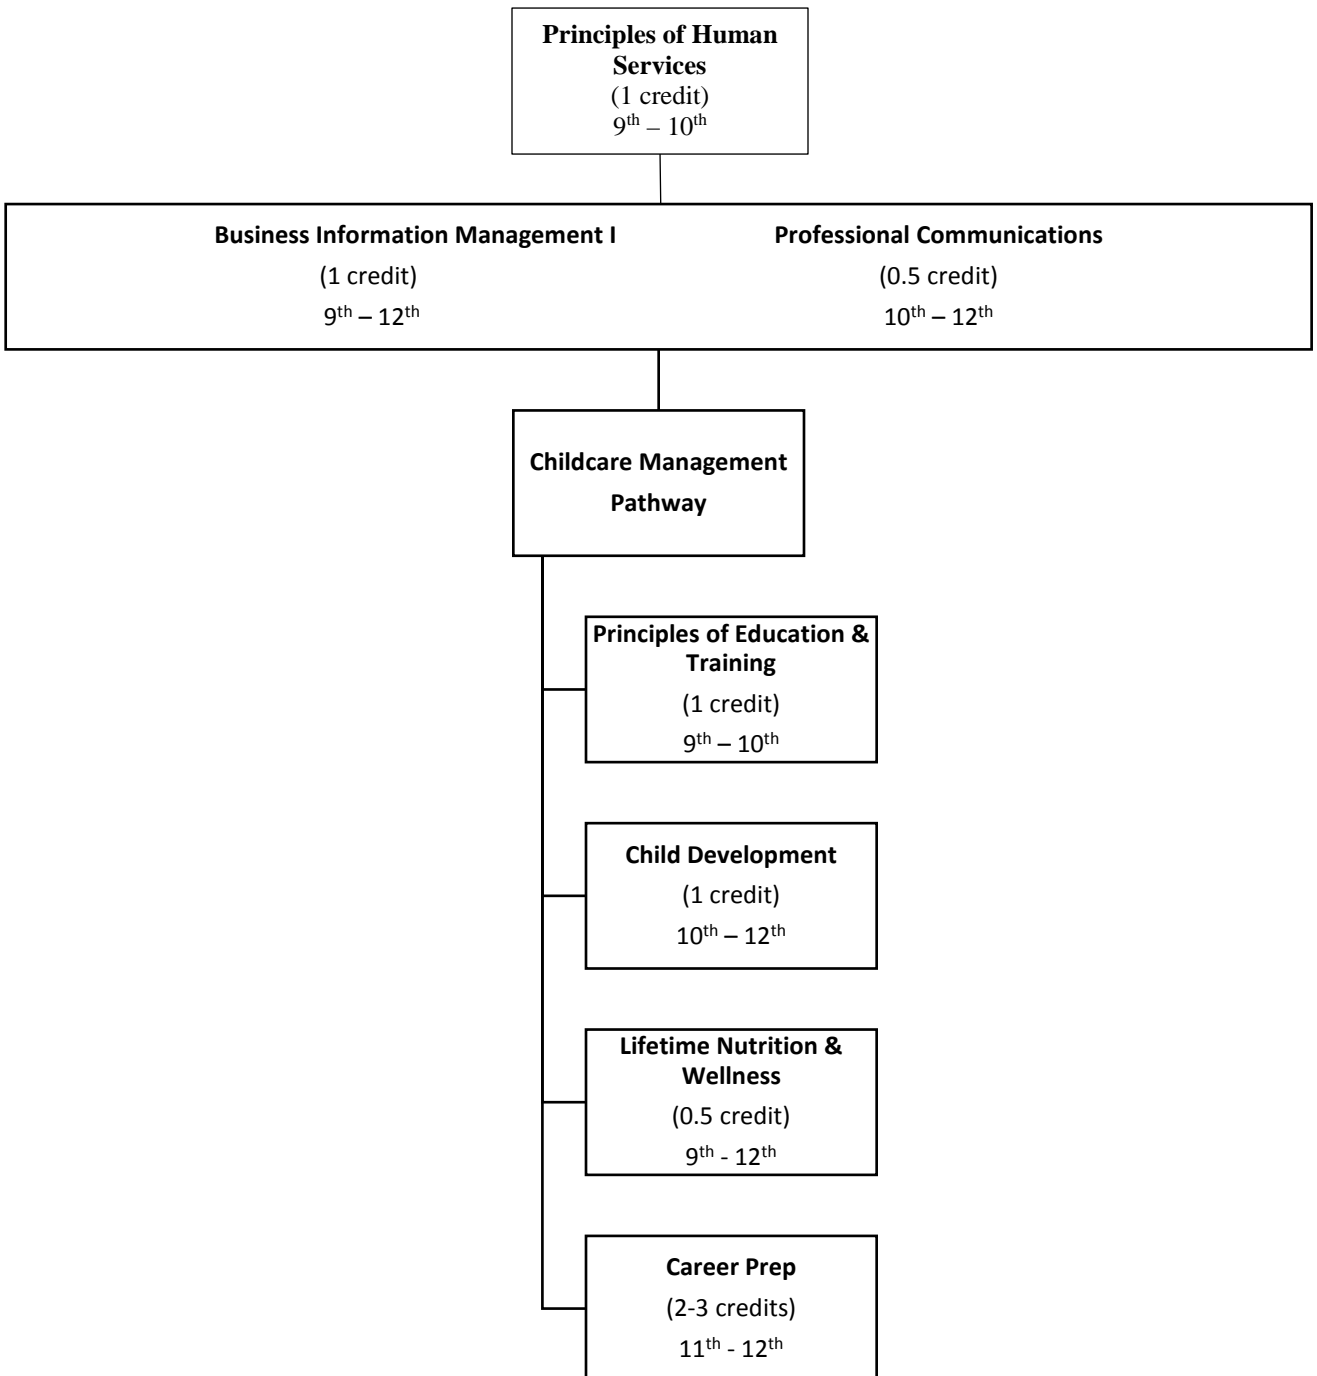 Principles of Human
Services
(1 credit)
9th – 10th
Business Information Management I Professional Communications
(1 credit) (0.5 credit)
9th – 12th 10th – 12th
Childcare Management
Pathway
Principles of Education &
Training
(1 credit)
9th – 10th
Child Development
(1 credit)
10th – 12th
Lifetime Nutrition &
Wellness
(0.5 credit)
9th - 12th
Career Prep
(2-3 credits)
11th - 12th